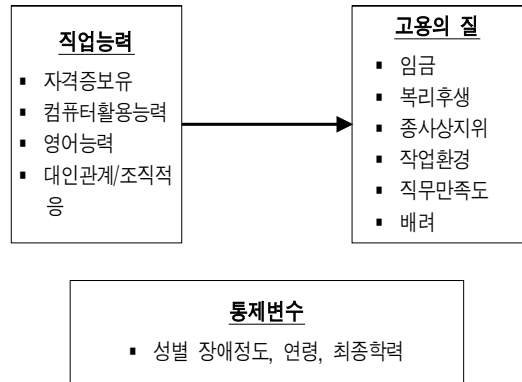 직업능력
▪ 자격증보유
▪ 컴퓨터활용능력
▪ 영어능력
▪ 대인관계/조직적
응
고용의 질
▪ 임금
▪ 복리후생
▪ 종사상지위
▪ 작업환경
▪ 직무만족도
▪ 배려
통제변수
▪ 성별 장애정도, 연령, 최종학력